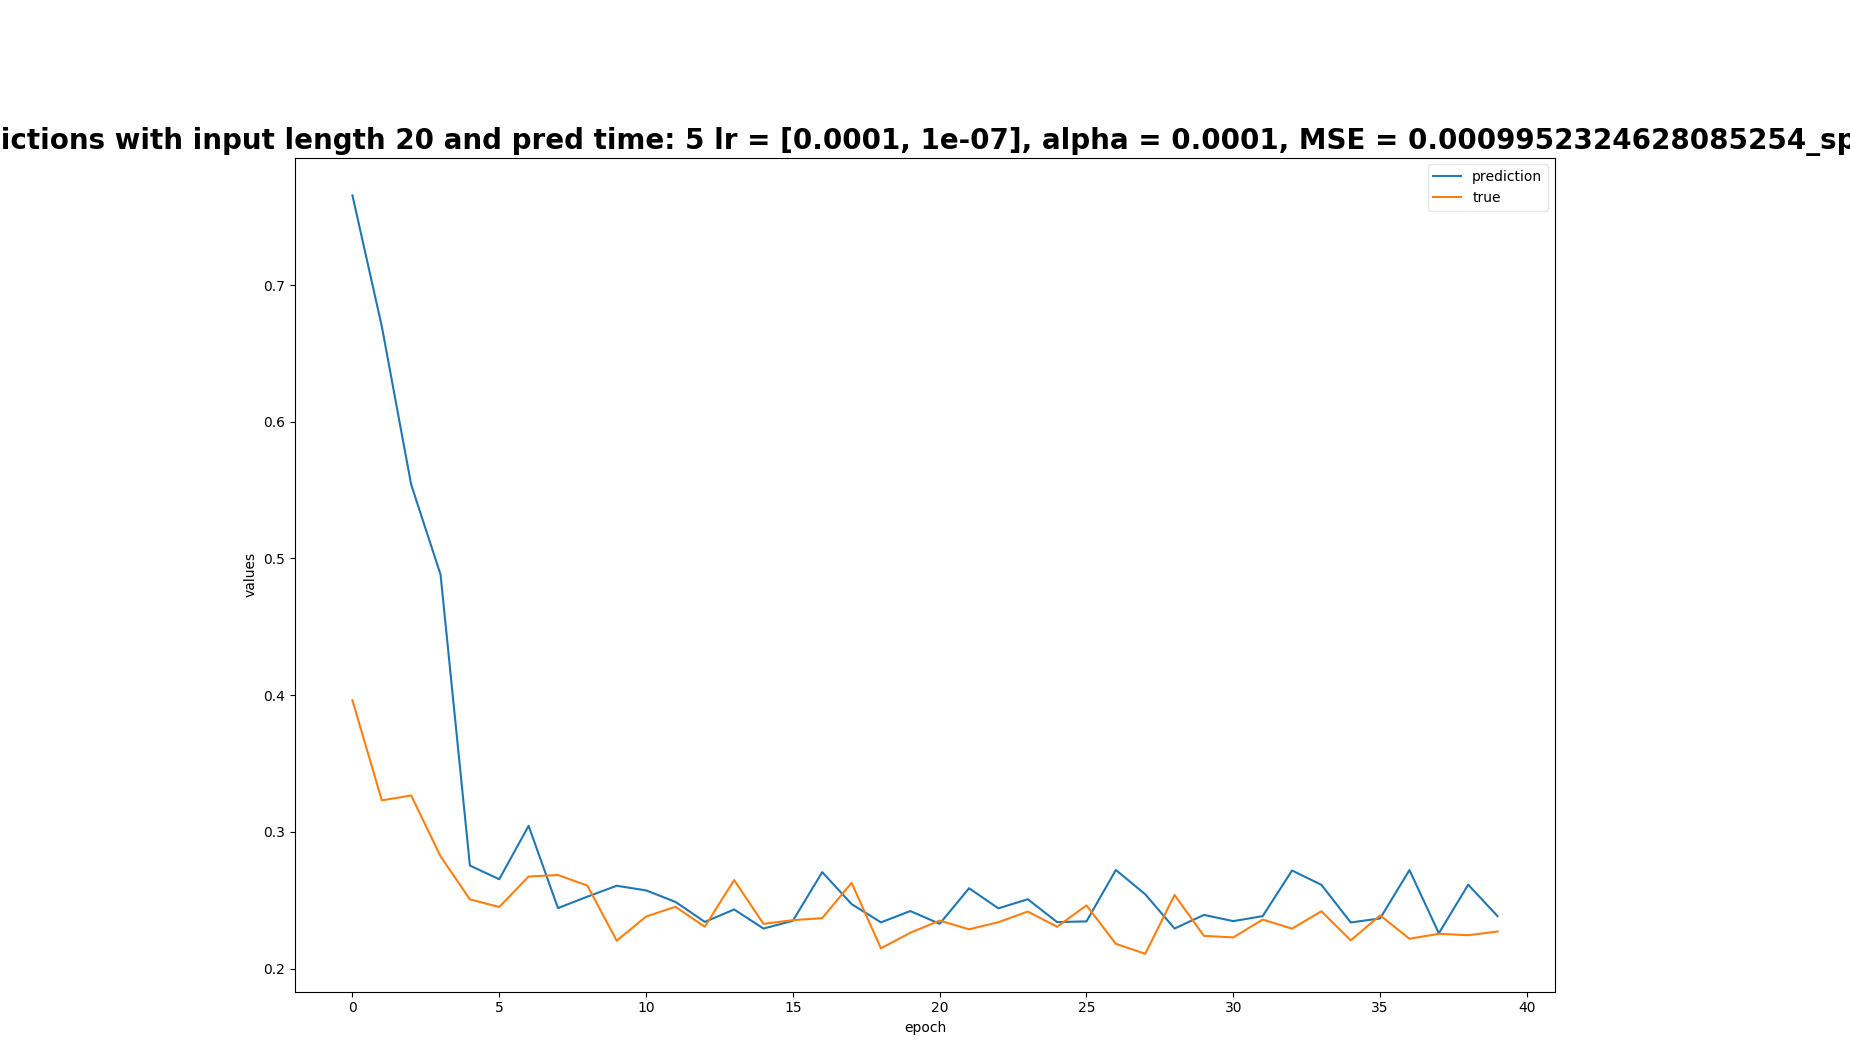 ictions with input length 20 and pred time: 5 lr = [0.0001, 1e-07], alpha = 0.0001, MSE = 0.0009952324628085254_sp
prediction
true
0.7
0.6
0.5
0.4
0.3
0.2
values
0 5 10 15 20 25 30 35 40
epoch